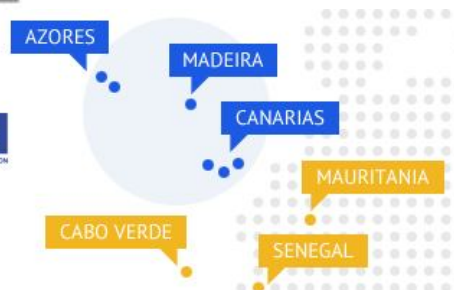 AZORES
MADEIRA
CANARIAS
MAURITANIA
CABO VERDE
SENEGAL